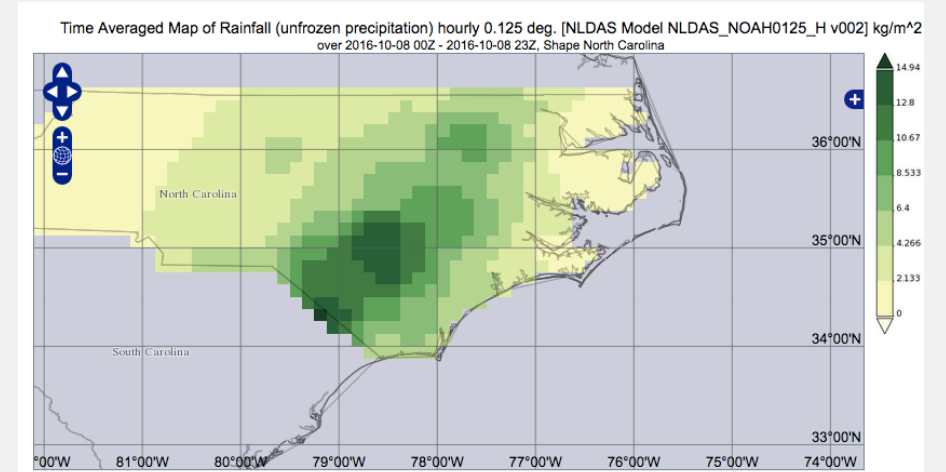 Time Averaged Map of Rainfall (unfrozen precipitation) hourly 0.125 deg. [NLDAS Model NLDAS_NOAH0125_H v002] kg/m^2
over 2016-10-08 00Z - 2016-10-08 23Z, Shape North Carolina
14.94
12.8
10.67
36°00'N
8.533
North Carolina
6.4
35°00'N
4.266
2.133
0
34°00'N
South Carolina
33°00'N
°00'W 81°00'W 80°00'W 79°00'W 78°00'W 77°00'W 76°00'W 75°00'W 74°00'W